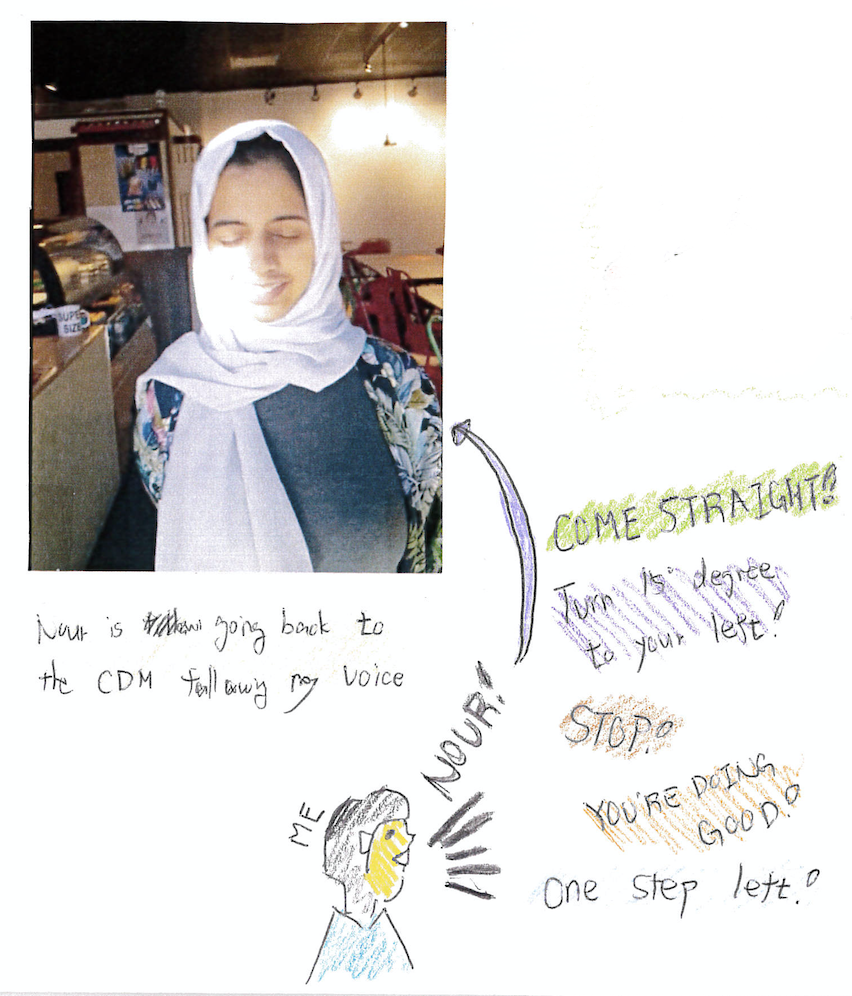 SUPER
SIZE
Nour is going back to
the CDM following my voice
ME
NOUR!
COME STRAIGHT!
Turn 15° degree
to your left!
STOP!
YOU'RE DOING
GOOD!
One step left!